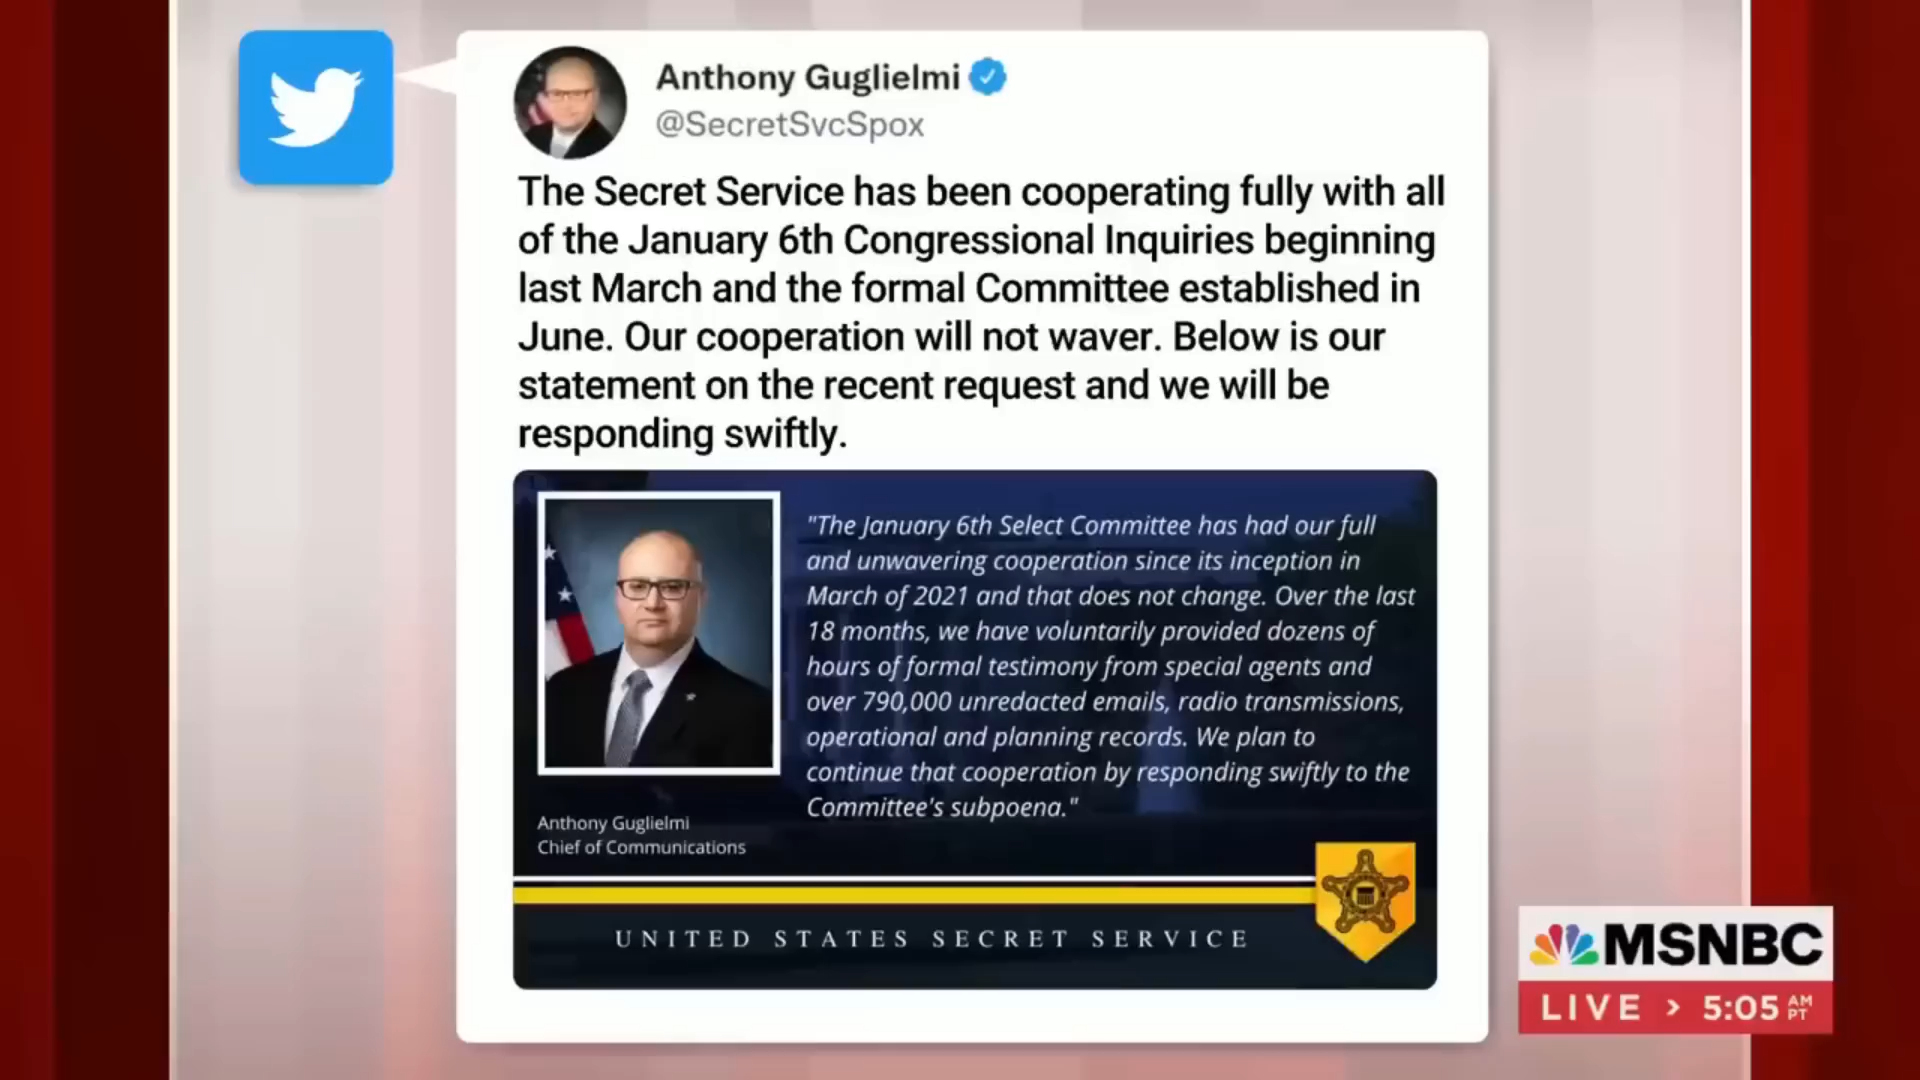 Anthony Guglielmi
@SecretSvcSpox
The Secret Service has been cooperating fully with all
of the January 6th Congressional Inquiries beginning
last March and the formal Committee established in
June. Our cooperation will not waver. Below is our
statement on the recent request and we will be
responding swiftly.
"The January 6th Select Committee has had our full
and unwavering cooperation since its inception in
March of 2021 and that does not change. Over the last
18 months, we have voluntarily provided dozens of
hours of formal testimony from special agents and
over 790,000 unredacted emails, radio transmissions,
operational and planning records. We plan to
continue that cooperation by responding swiftly to the
Committee's subpoena."
Anthony Guglielmi
Chief of Communications
UNITED STATES SECRET SERVICE
MSNBC
LIVE > 5:05 AM PT